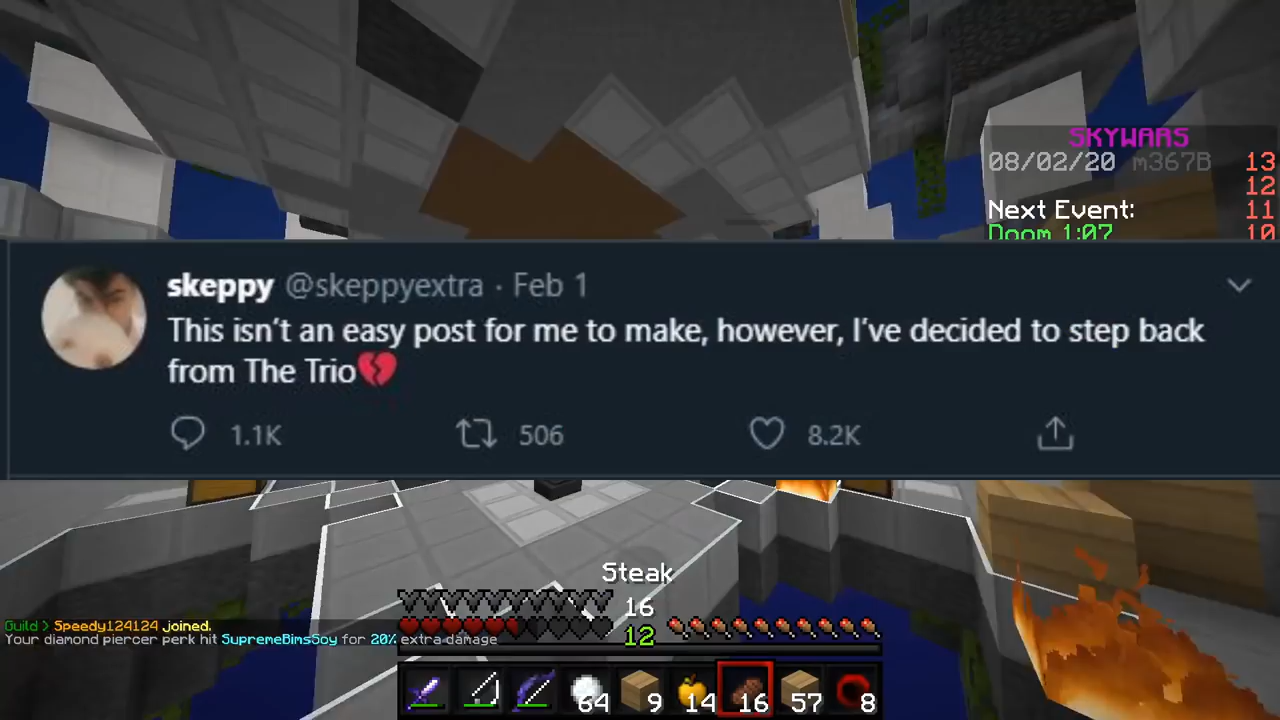 SKYWARS
08/02/20 m367B 13
12
Next Event: 11
Doom 1:07 10
skeppy @skeppyextra · Feb 1
This isn't an easy post for me to make, however, I've decided to step back
from The Trio💔
1.1K 506 8.2K
Steak
16
12
Guild > Speedy124124 joined.
Your diamond piercer perk hit SupremeBimsSoy for 20% extra damage
64 9 14 16 57 8